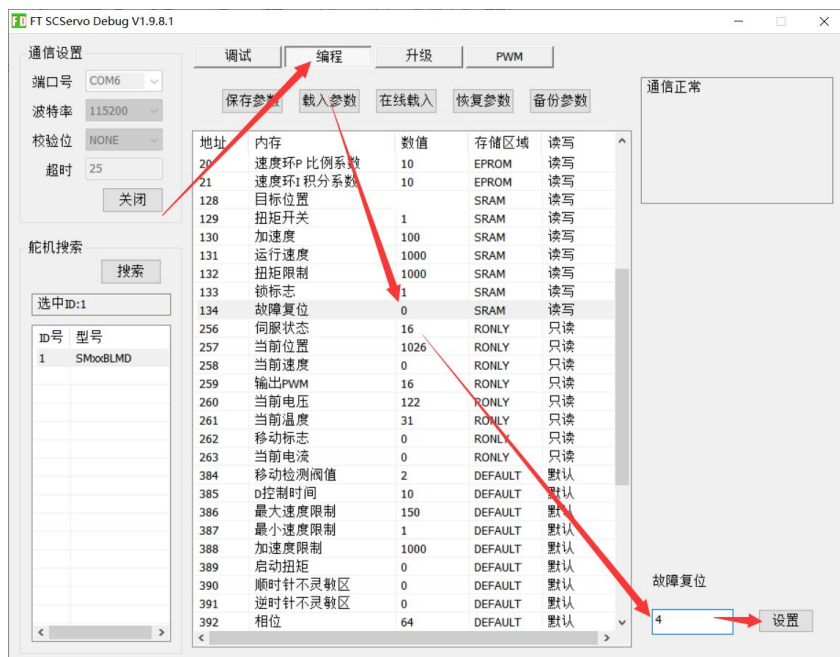 FT SCServo Debug V1.9.8.1
通信设置
端口号 COM6
波特率 115200
校验位 NONE
超时 25
关闭
舵机搜索
搜索
选中ID:1
ID号 型号
1 SMxxBLMD
调试 编程 升级 PWM
保存参数 载入参数 在线载入 恢复参数 备份参数
地址 内存 数值 存储区域 读写
20 速度环P比例系数 10 EPROM 读写
21 速度环I积分系数 10 EPROM 读写
128 目标位置 SRAM 读写
129 扭矩开关 1 SRAM 读写
130 加速度 100 SRAM 读写
131 运行速度 1000 SRAM 读写
132 扭矩限制 1000 SRAM 读写
133 锁标志 1 SRAM 读写
134 故障复位 0 SRAM 读写
256 伺服状态 16 RONLY 只读
257 当前位置 1026 RONLY 只读
258 当前速度 0 RONLY 只读
259 输出PWM 16 RONLY 只读
260 当前电压 122 RONLY 只读
261 当前温度 31 RONLY 只读
262 移动标志 0 RONLY 只读
263 当前电流 0 RONLY 只读
384 移动检测阀值 2 DEFAULT 默认
385 D控制时间 10 DEFAULT 默认
386 最大速度限制 150 DEFAULT 默认
387 最小速度限制 1 DEFAULT 默认
388 加速度限制 1000 DEFAULT 默认
389 启动扭矩 0 DEFAULT 默认
390 顺时针不灵敏区 0 DEFAULT 默认
391 逆时针不灵敏区 0 DEFAULT 默认
392 相位 64 DEFAULT 默认
通信正常
故障复位
4 设置